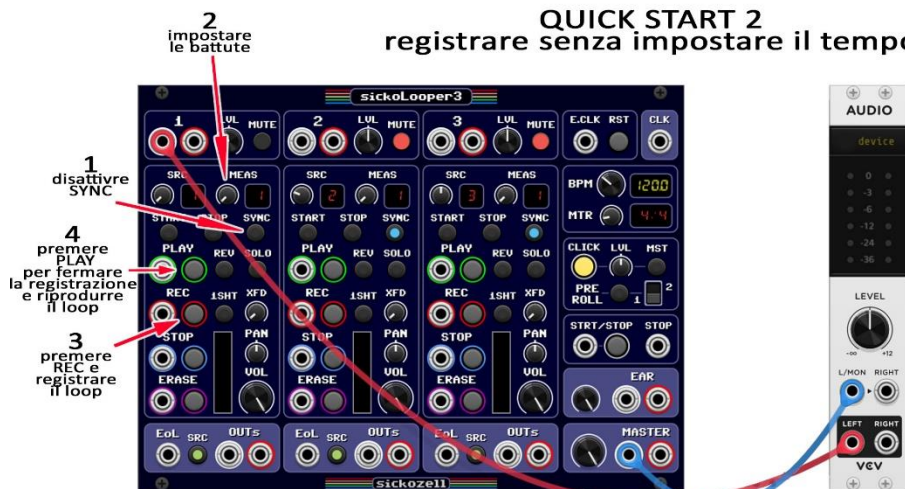 QUICK START 2
registrare senza impostare il tempo
2
impostare
le battute
1
disattivre
SYNC
4
premere
PLAY
per fermare
la registrazione
e riprodurre
il loop
3
premere
REC e
registrare
il loop
sickoLooper3
1 LVL MUTE
2 LVL MUTE
3 LVL MUTE
E.CLK RST CLK
SRC MEAS
1 1
START STOP SYNC
PLAY REV SOLO
REC 1SHT XFD
STOP PAN
VOL
ERASE
EoL SRC OUTs
SRC MEAS
2 1
START STOP SYNC
PLAY REV SOLO
REC 1SHT XFD
STOP PAN
VOL
ERASE
EoL SRC OUTs
SRC MEAS
3 1
START STOP SYNC
PLAY REV SOLO
REC 1SHT XFD
STOP PAN
VOL
ERASE
EoL SRC OUTs
BPM 120.0
MTR 4/4
CLICK LVL MST
PRE
ROLL 1 2
STRT/STOP STOP
EAR
MASTER
sickozell
AUDIO
device
0
-3
-6
-12
-24
-36
LEVEL
-∞ +12
L/MON RIGHT
LEFT RIGHT
VCV